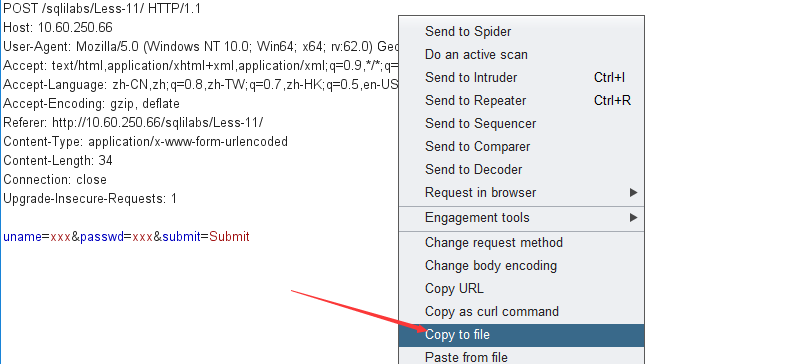 POST /sqlilabs/Less-11/ HTTP/1.1
Host: 10.60.250.66
User-Agent: Mozilla/5.0 (Windows NT 10.0; Win64; x64; rv:62.0) Gec
Accept: text/html,application/xhtml+xml,application/xml;q=0.9,*/*;q=
Accept-Language: zh-CN,zh;q=0.8,zh-TW;q=0.7,zh-HK;q=0.5,en-US
Accept-Encoding: gzip, deflate
Referer: http://10.60.250.66/sqlilabs/Less-11/
Content-Type: application/x-www-form-urlencoded
Content-Length: 34
Connection: close
Upgrade-Insecure-Requests: 1
uname=xxx&passwd=xxx&submit=Submit
Send to Spider
Do an active scan
Send to Intruder Ctrl+I
Send to Repeater Ctrl+R
Send to Sequencer
Send to Comparer
Send to Decoder
Request in browser
Engagement tools
Change request method
Change body encoding
Copy URL
Copy as curl command
Copy to file
Paste from file